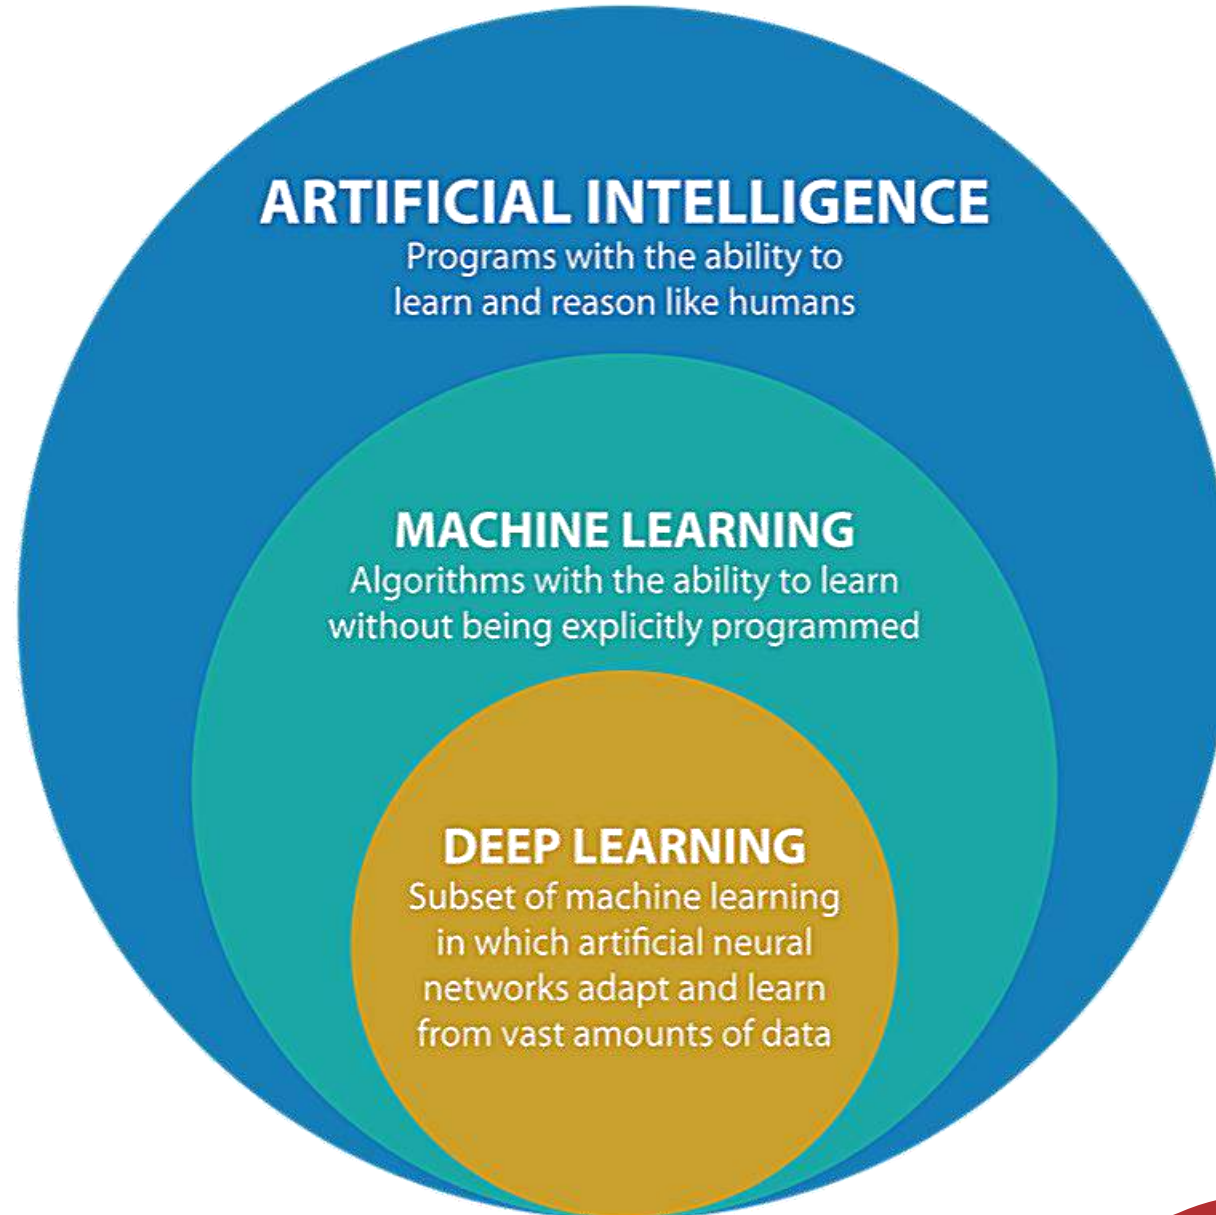 ARTIFICIAL INTELLIGENCE
Programs with the ability to
learn and reason like humans
MACHINE LEARNING
Algorithms with the ability to learn
without being explicitly programmed
DEEP LEARNING
Subset of machine learning
in which artificial neural
networks adapt and learn
from vast amounts of data